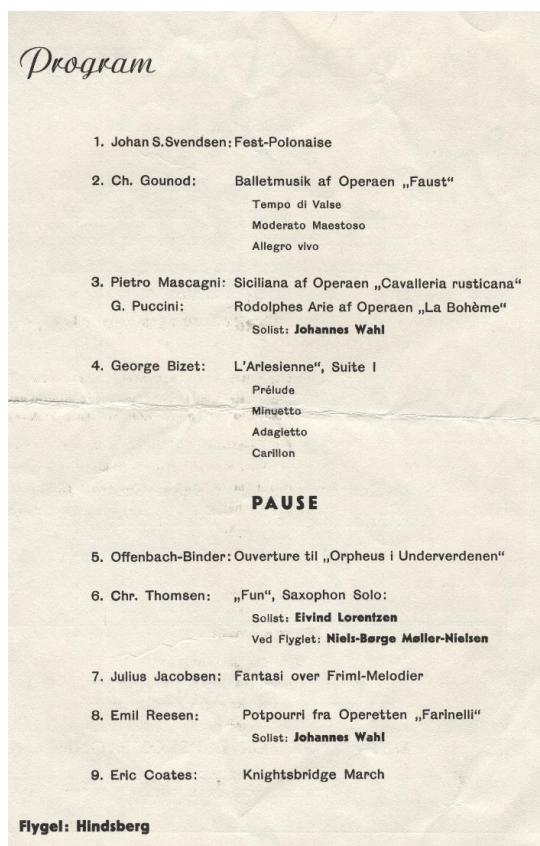 Program
1. Johan S. Svendsen: Fest-Polonaise
2. Ch. Gounod: Balletmusik af Operaen „Faust“
Tempo di Valse
Moderato Maestoso
Allegro vivo
3. Pietro Mascagni: Siciliana af Operaen „Cavalleria rusticana“
G. Puccini: Rodolphes Arie af Operaen „La Bohème“
Solist: Johannes Wahl
4. George Bizet: L'Arlesienne“, Suite I
Prélude
Minuetto
Adagietto
Carillon
PAUSE
5. Offenbach-Binder: Ouverture til „Orpheus i Underverdenen“
6. Chr. Thomsen: „Fun“, Saxophon Solo:
Solist: Eivind Lorentzen
Ved Flyglet: Niels-Børge Møller-Nielsen
7. Julius Jacobsen: Fantasi over Friml-Melodier
8. Emil Reesen: Potpourri fra Operetten „Farinelli“
Solist: Johannes Wahl
9. Eric Coates: Knightsbridge March
Flygel: Hindsberg